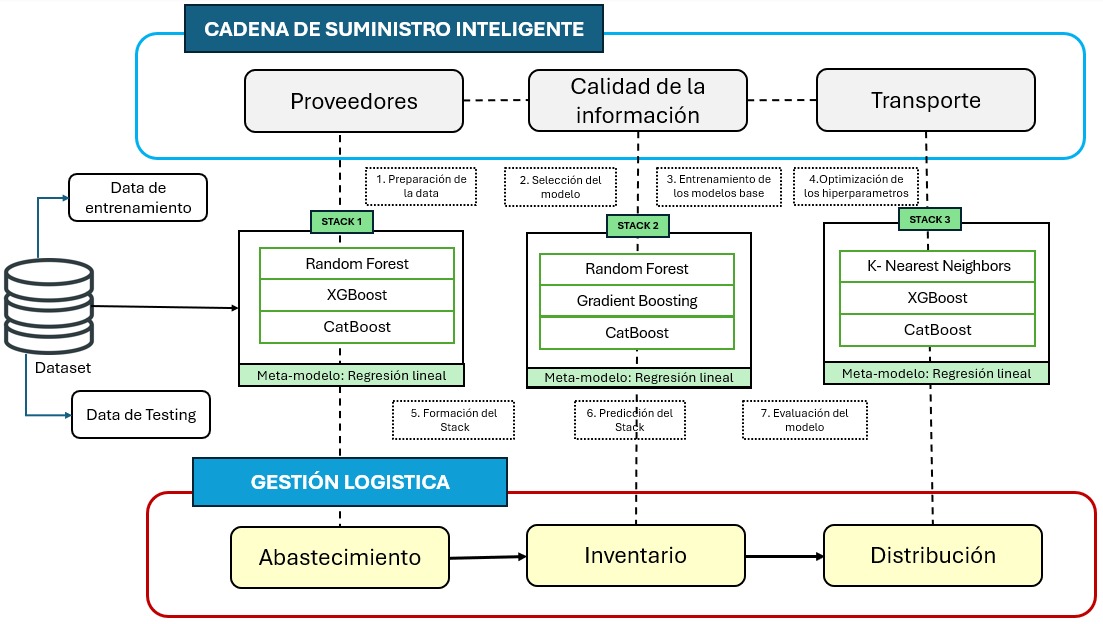 CADENA DE SUMINISTRO INTELIGENTE
Proveedores
Calidad de la
información
Transporte
1. Preparación de
la data
2. Selección del
modelo
3. Entrenamiento de
los modelos base
4.Optimización de
los hiperparametros
Data de
entrenamiento
Dataset
Data de Testing
STACK 1
Random Forest
XGBoost
CatBoost
Meta-modelo: Regresión lineal
STACK 2
Random Forest
Gradient Boosting
CatBoost
Meta-modelo: Regresión lineal
STACK 3
K- Nearest Neighbors
XGBoost
CatBoost
Meta-modelo: Regresión lineal
5. Formación del
Stack
6. Predicción del
Stack
7. Evaluación del
modelo
GESTIÓN LOGISTICA
Abastecimiento
Inventario
Distribución